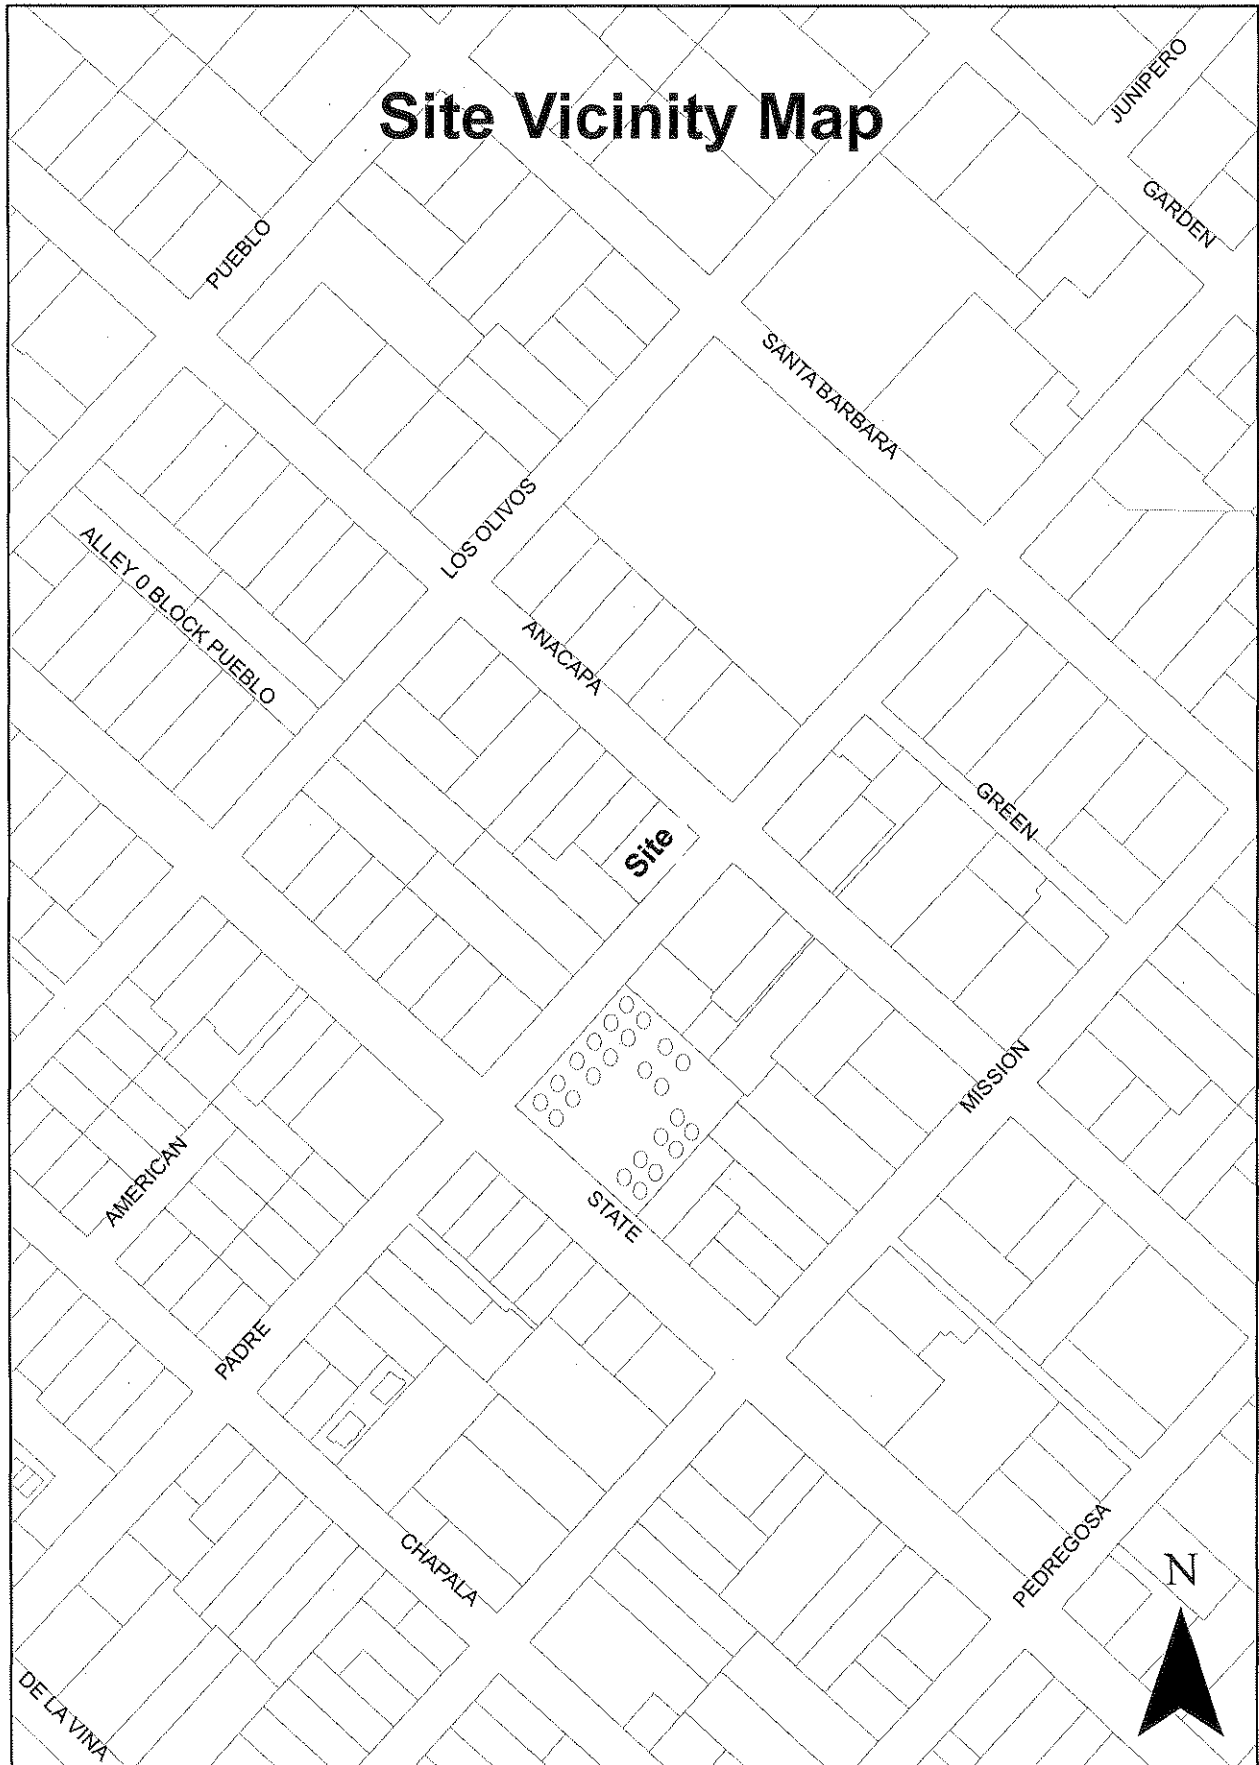 Site Vicinity Map
JUNIPERO
GARDEN
PUEBLO
SANTA BARBARA
LOS OLIVOS
ALLEY 0 BLOCK PUEBLO
ANACAPA
GREEN
Site
MISSION
AMERICAN
STATE
PADRE
CHAPALA
PEDREGOSA
N
DE LA VINA